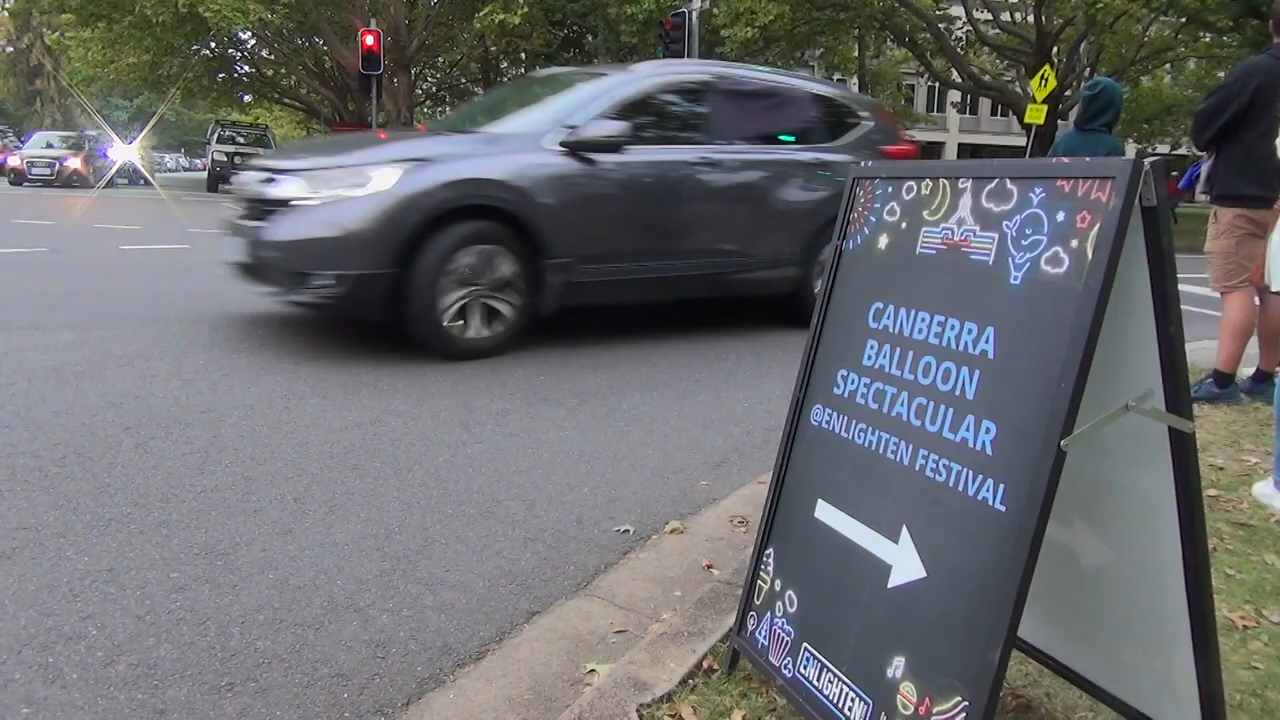 CANBERRA
BALLOON
SPECTACULAR
@ENLIGHTEN FESTIVAL
ENLIGHTEN